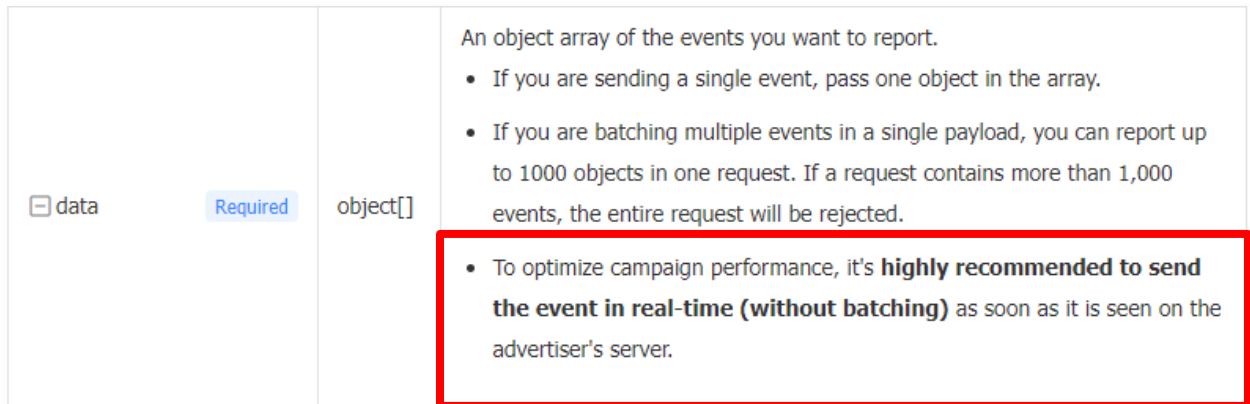 An object array of the events you want to report.
• If you are sending a single event, pass one object in the array.
• If you are batching multiple events in a single payload, you can report up
to 1000 objects in one request. If a request contains more than 1,000
data Required object[]
events, the entire request will be rejected.
• To optimize campaign performance, it's highly recommended to send
the event in real-time (without batching) as soon as it is seen on the
advertiser's server.